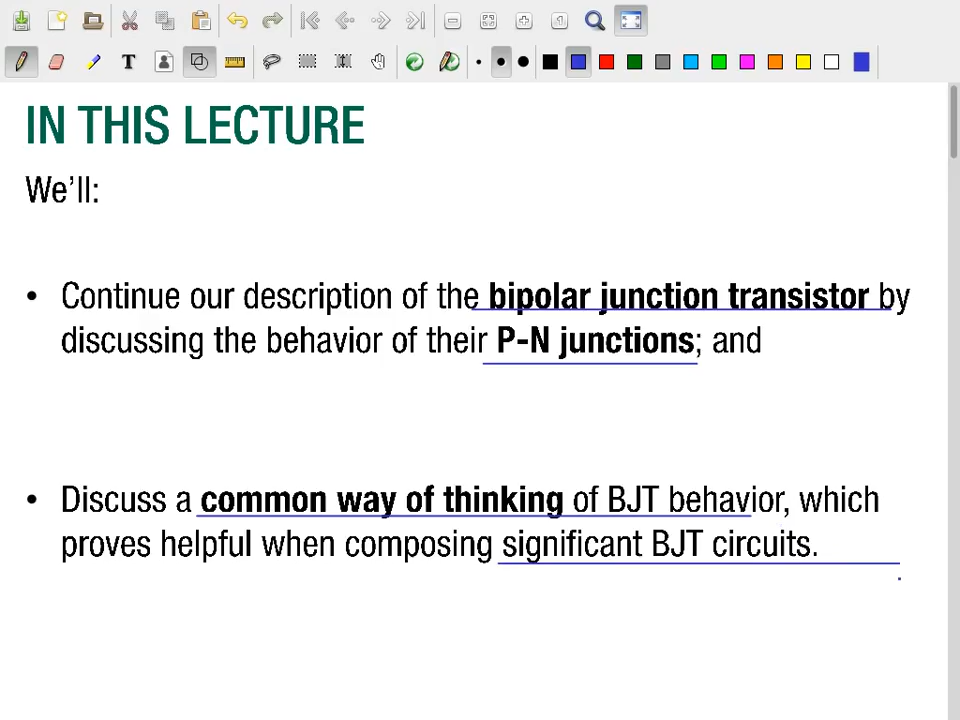 IN THIS LECTURE
We'll:
• Continue our description of the bipolar junction transistor by
discussing the behavior of their P-N junctions; and
• Discuss a common way of thinking of BJT behavior, which
proves helpful when composing significant BJT circuits.